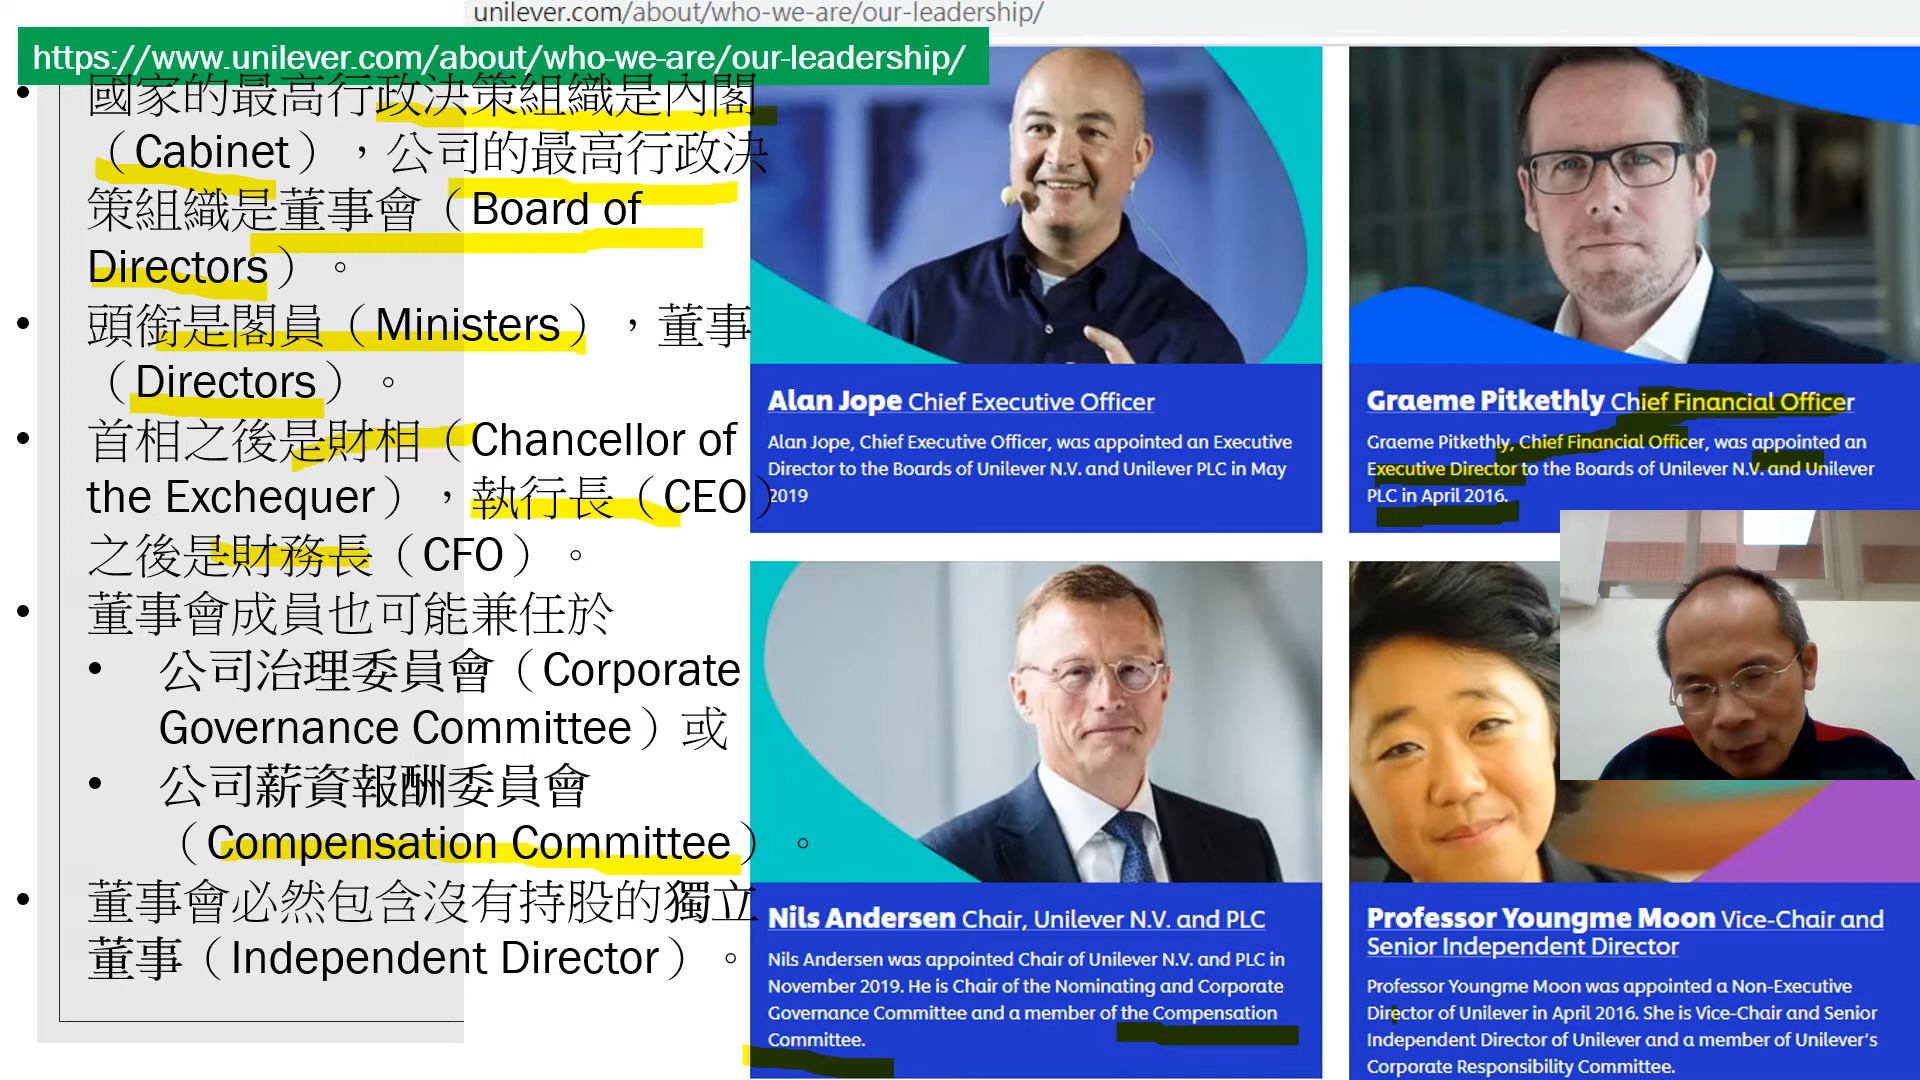 unilever.com/about/who-we-are/our-leadership/
https://www.unilever.com/about/who-we-are/our-leadership/
• 國家的最高行政決策組織是內閣
（Cabinet），公司的最高行政決
策組織是董事會（Board of
Directors）。
• 頭銜是閣員（Ministers），董事
（Directors）。
• 首相之後是財相（Chancellor of
the Exchequer），執行長（CEO）
之後是財務長（CFO）。
• 董事會成員也可能兼任於
• 公司治理委員會（Corporate
Governance Committee）或
• 公司薪資報酬委員會
（Compensation Committee）。
• 董事會必然包含沒有持股的獨立
董事（Independent Director）。
Alan Jope Chief Executive Officer
Alan Jope, Chief Executive Officer, was appointed an Executive
Director to the Boards of Unilever N.V. and Unilever PLC in May
2019
Graeme Pitkethly Chief Financial Officer
Graeme Pitkethly, Chief Financial Officer, was appointed an
Executive Director to the Boards of Unilever N.V. and Unilever
PLC in April 2016.
Nils Andersen Chair, Unilever N.V. and PLC
Nils Andersen was appointed Chair of Unilever N.V. and PLC in
November 2019. He is Chair of the Nominating and Corporate
Governance Committee and a member of the Compensation
Committee.
Professor Youngme Moon Vice-Chair and
Senior Independent Director
Professor Youngme Moon was appointed a Non-Executive
Director of Unilever in April 2016. She is Vice-Chair and Senior
Independent Director of Unilever and a member of Unilever's
Corporate Responsibility Committee.